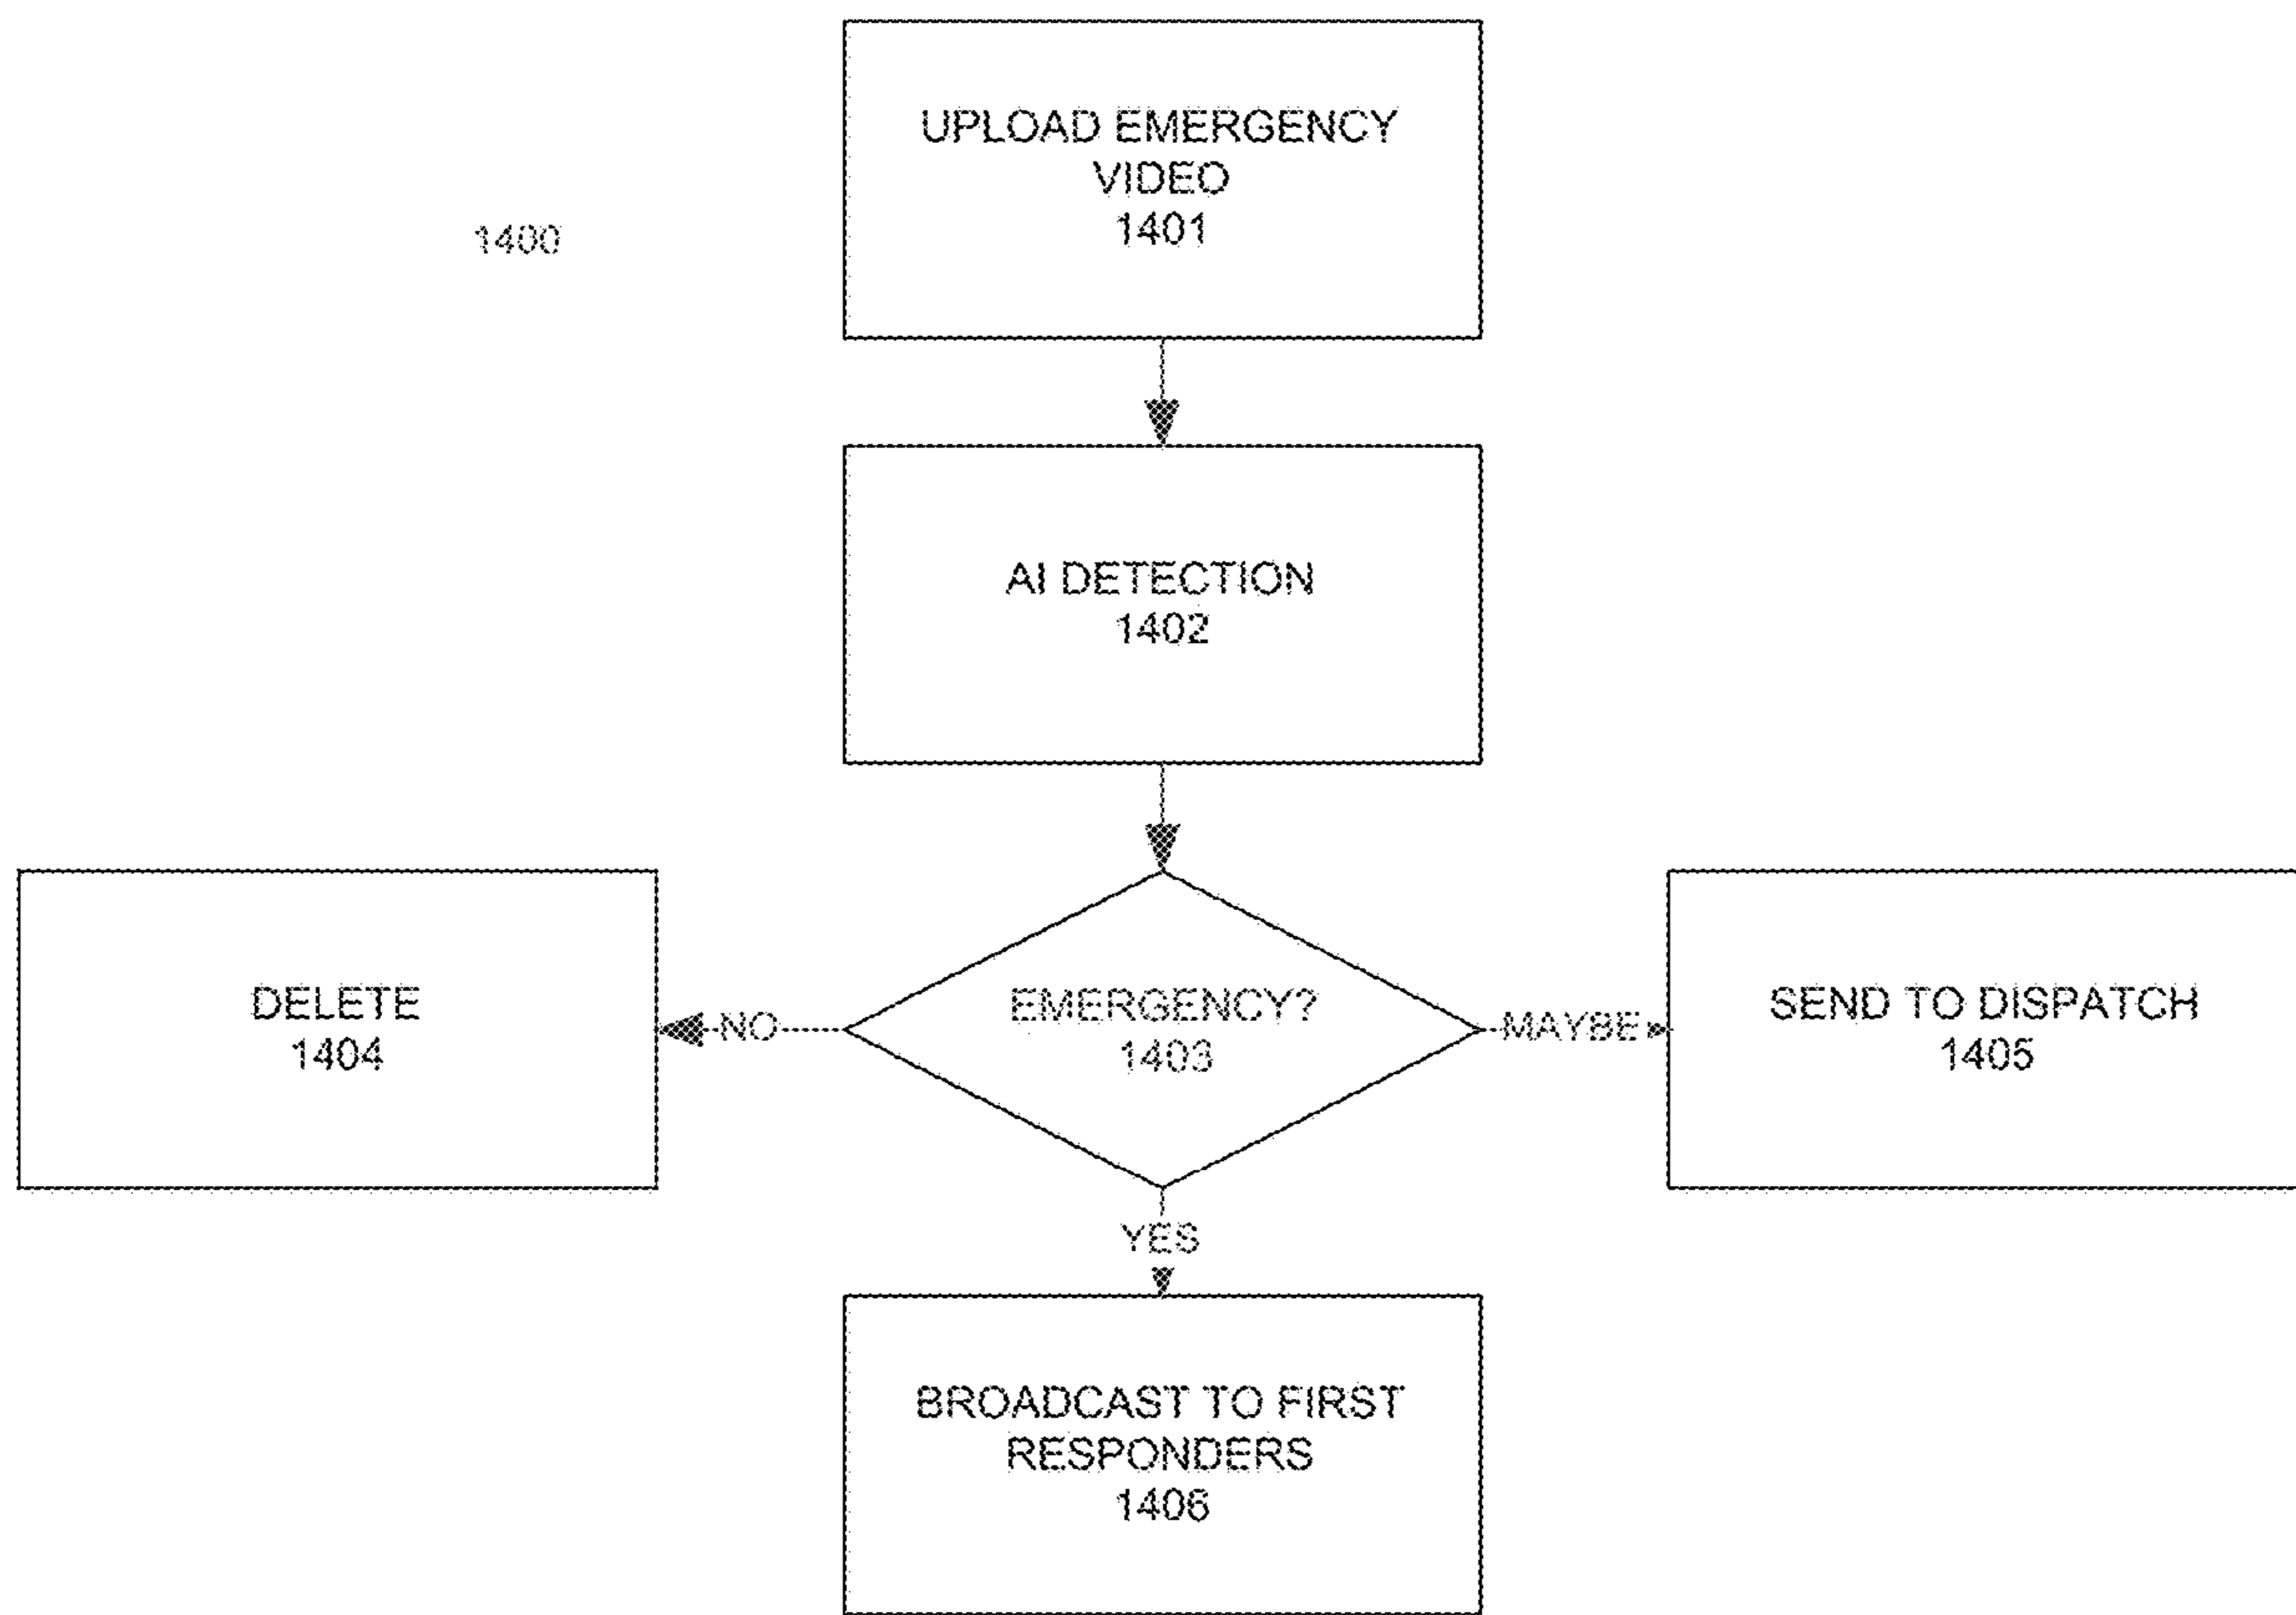 UPLOAD EMERGENCY
VIDEO
1401
1400
AI DETECTION
1402
DELETE
1404
NO
EMERGENCY?
1403
MAYBE
SEND TO DISPATCH
1405
YES
BROADCAST TO FIRST
RESPONDERS
1406